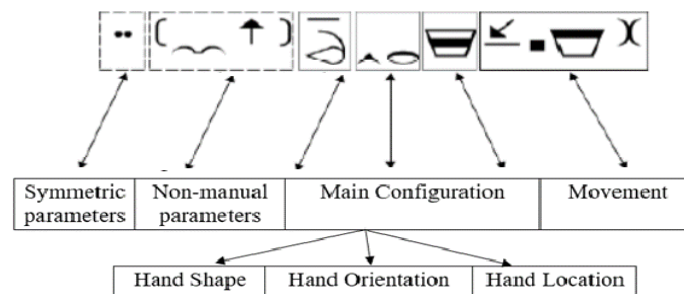 Symmetric parameters
Non-manual parameters
Main Configuration
Movement
Hand Shape
Hand Orientation
Hand Location